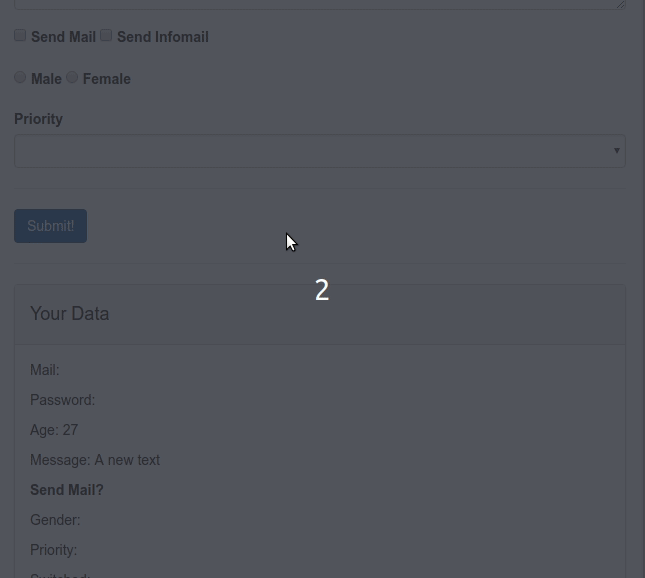 Send Mail Send Infomail
Male Female
Priority
Submit!
2
Your Data
Mail:
Password:
Age: 27
Message: A new text
Send Mail?
Gender:
Priority:
Switched: